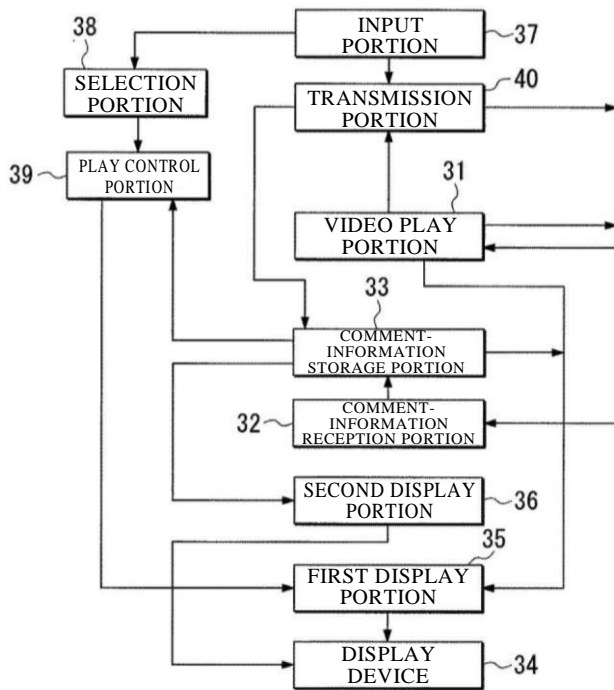 38
INPUT
PORTION
37
SELECTION
PORTION
40
TRANSMISSION
PORTION
39
PLAY CONTROL
PORTION
31
VIDEO PLAY
PORTION
33
COMMENT-
INFORMATION
STORAGE PORTION
32
COMMENT-
INFORMATION
RECEPTION PORTION
SECOND DISPLAY
PORTION
36
35
FIRST DISPLAY
PORTION
DISPLAY
DEVICE
34